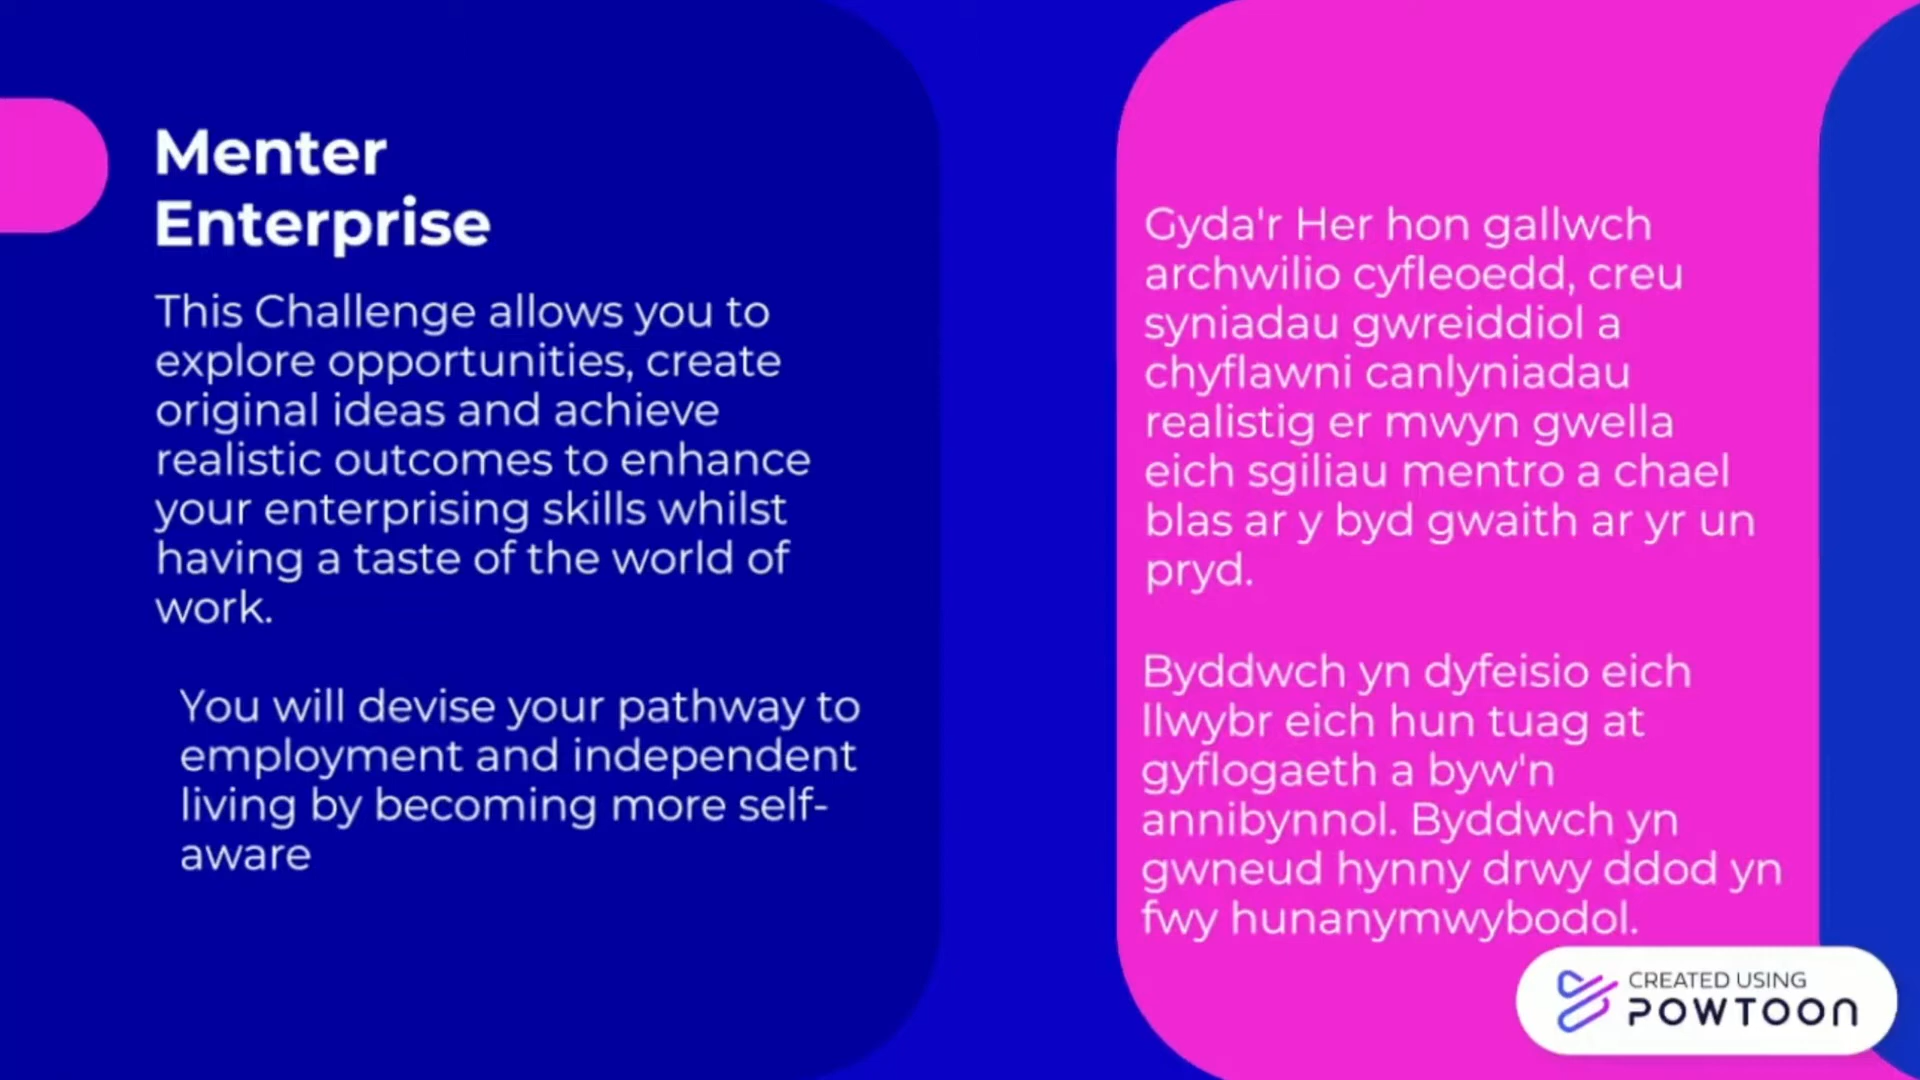 Menter
Enterprise
This Challenge allows you to
explore opportunities, create
original ideas and achieve
realistic outcomes to enhance
your enterprising skills whilst
having a taste of the world of
work.
You will devise your pathway to
employment and independent
living by becoming more self-
aware
Gyda'r Her hon gallwch
archwilio cyfleoedd, creu
syniadau gwreiddiol a
chyflawni canlyniadau
realistig er mwyn gwella
eich sgiliau mentro a chael
blas ar y byd gwaith ar yr un
pryd.
Byddwch yn dyfeisio eich
llwybr eich hun tuag at
gyflogaeth a byw'n
annibynnol. Byddwch yn
gwneud hynny drwy ddod yn
fwy hunanymwybodol.
CREATED USING
POWTOON